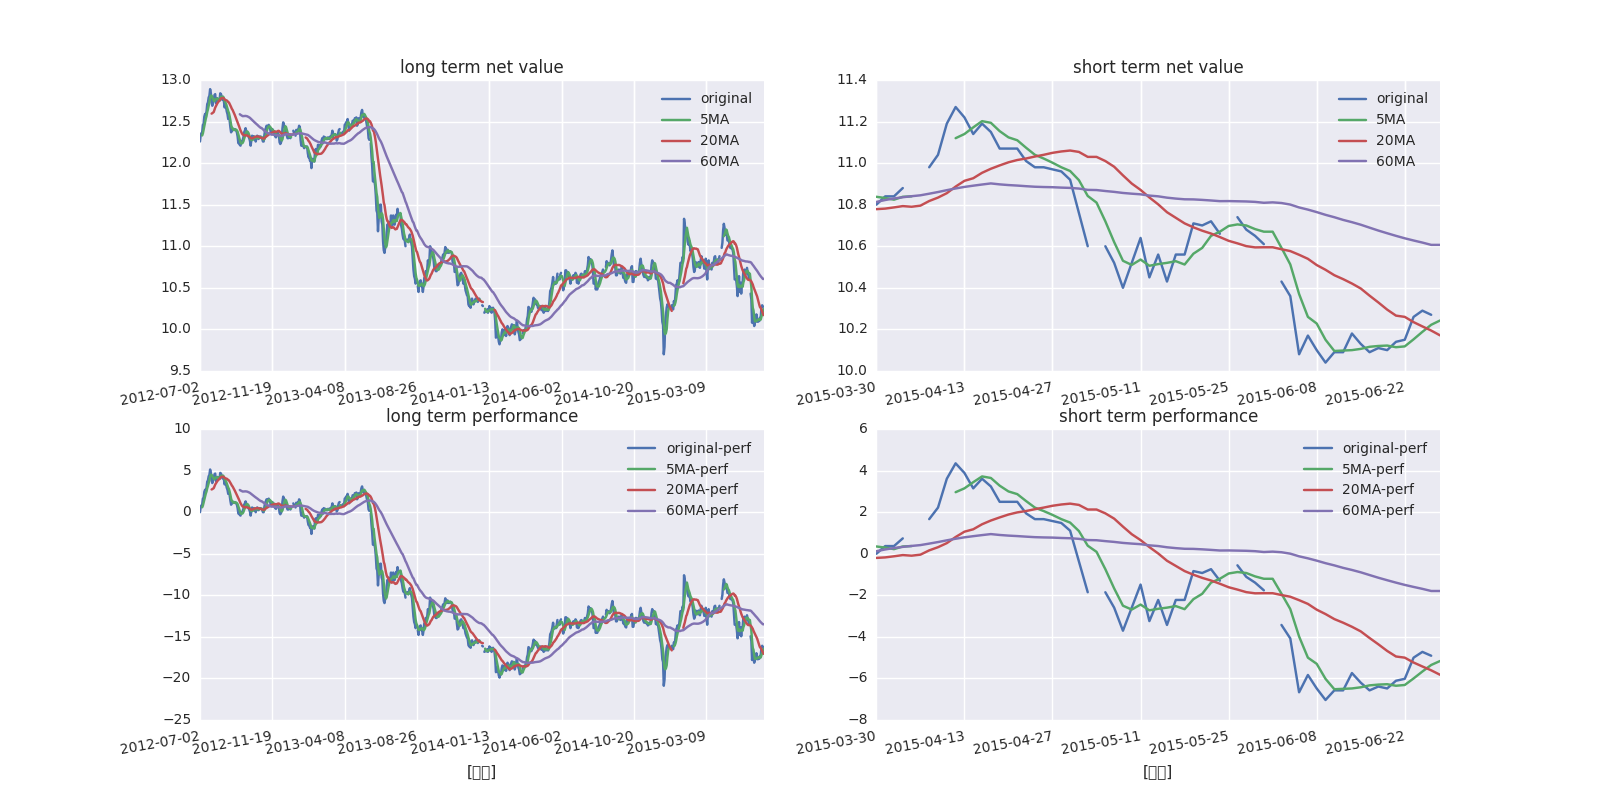 long term net value
13.0
12.5
12.0
11.5
11.0
10.5
10.0
9.5
original
5MA
20MA
60MA
2012-07-02 2012-11-19 2013-04-08 2013-08-26 2014-01-13 2014-06-02 2014-10-20 2015-03-09
short term net value
11.4
11.2
11.0
10.8
10.6
10.4
10.2
10.0
original
5MA
20MA
60MA
2015-03-30 2015-04-13 2015-04-27 2015-05-11 2015-05-25 2015-06-08 2015-06-22
long term performance
10
5
0
−5
−10
−15
−20
−25
original-perf
5MA-perf
20MA-perf
60MA-perf
2012-07-02 2012-11-19 2013-04-08 2013-08-26 2014-01-13 2014-06-02 2014-10-20 2015-03-09
short term performance
6
4
2
0
−2
−4
−6
−8
original-perf
5MA-perf
20MA-perf
60MA-perf
2015-03-30 2015-04-13 2015-04-27 2015-05-11 2015-05-25 2015-06-08 2015-06-22